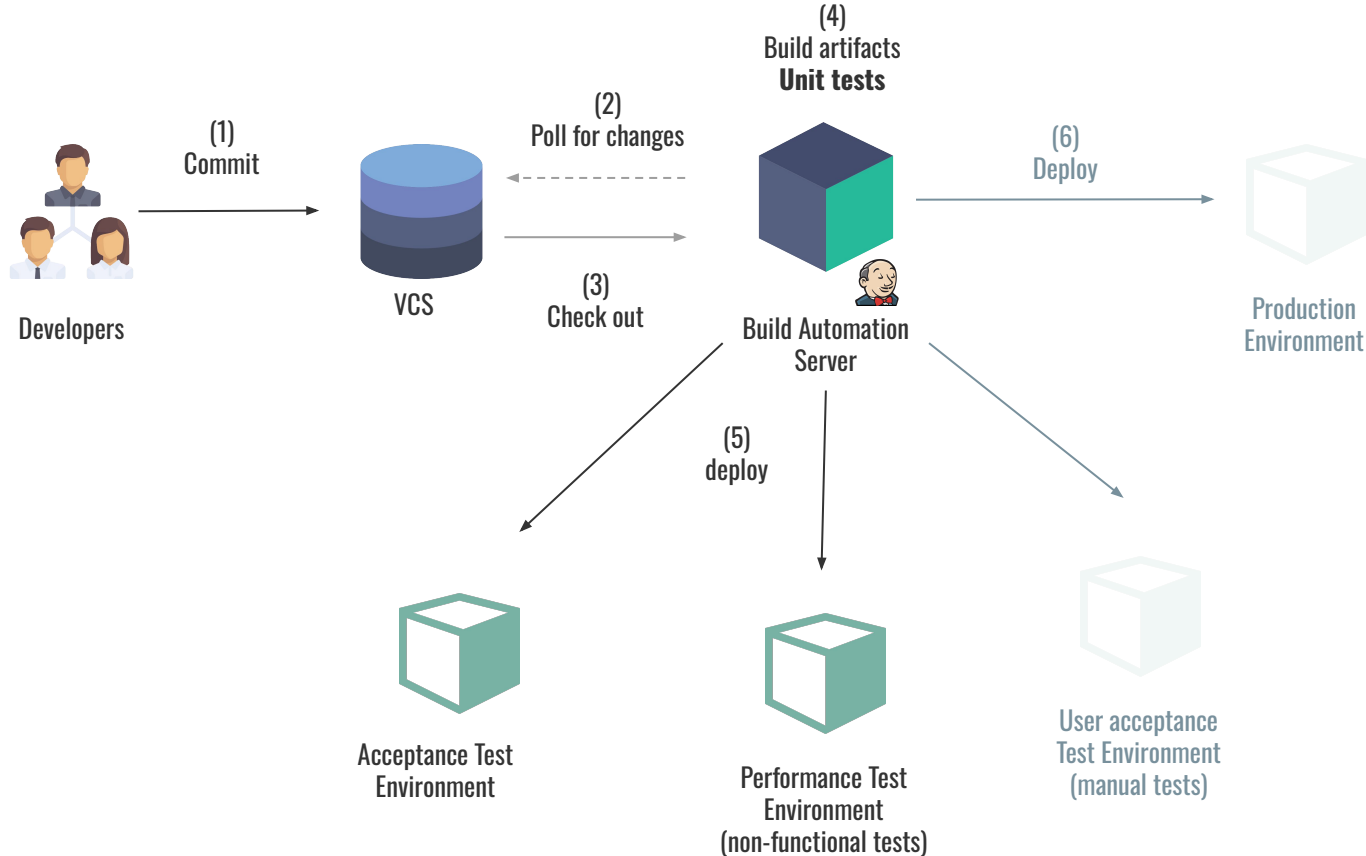 (4)
Build artifacts
Unit tests
(1)
Commit
(2)
Poll for changes
(6)
Deploy
VCS
(3)
Check out
Developers
Build Automation
Server
Production
Environment
(5)
deploy
Acceptance Test
Environment
Performance Test
Environment
(non-functional tests)
User acceptance
Test Environment
(manual tests)